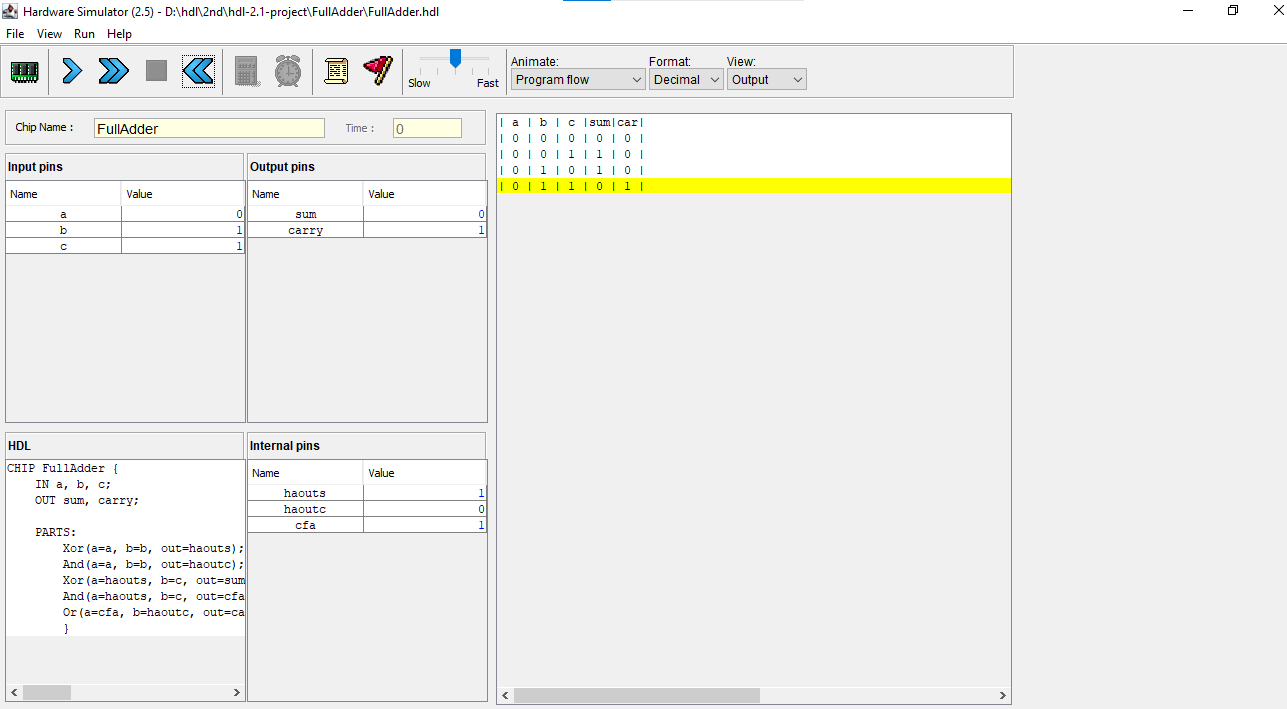 Hardware Simulator (2.5) - D:\hdl\2nd\hdl-2.1-project\FullAdder\FullAdder.hdl
File View Run Help
Slow Fast
Animate: Format: View:
Program flow Decimal Output
Chip Name : FullAdder Time : 0
Input pins
Name Value
a 0
b 1
c 1
Output pins
Name Value
sum 0
carry 1
HDL
CHIP FullAdder {
IN a, b, c;
OUT sum, carry;
PARTS:
Xor(a=a, b=b, out=haouts);
And(a=a, b=b, out=haoutc);
Xor(a=haouts, b=c, out=sum
And(a=haouts, b=c, out=cfa
Or(a=cfa, b=haoutc, out=ca
}
Internal pins
Name Value
haouts 1
haoutc 0
cfa 1
| a | b | c |sum|car|
| 0 | 0 | 0 | 0 | 0 |
| 0 | 0 | 1 | 1 | 0 |
| 0 | 1 | 0 | 1 | 0 |
| 0 | 1 | 1 | 0 | 1 |